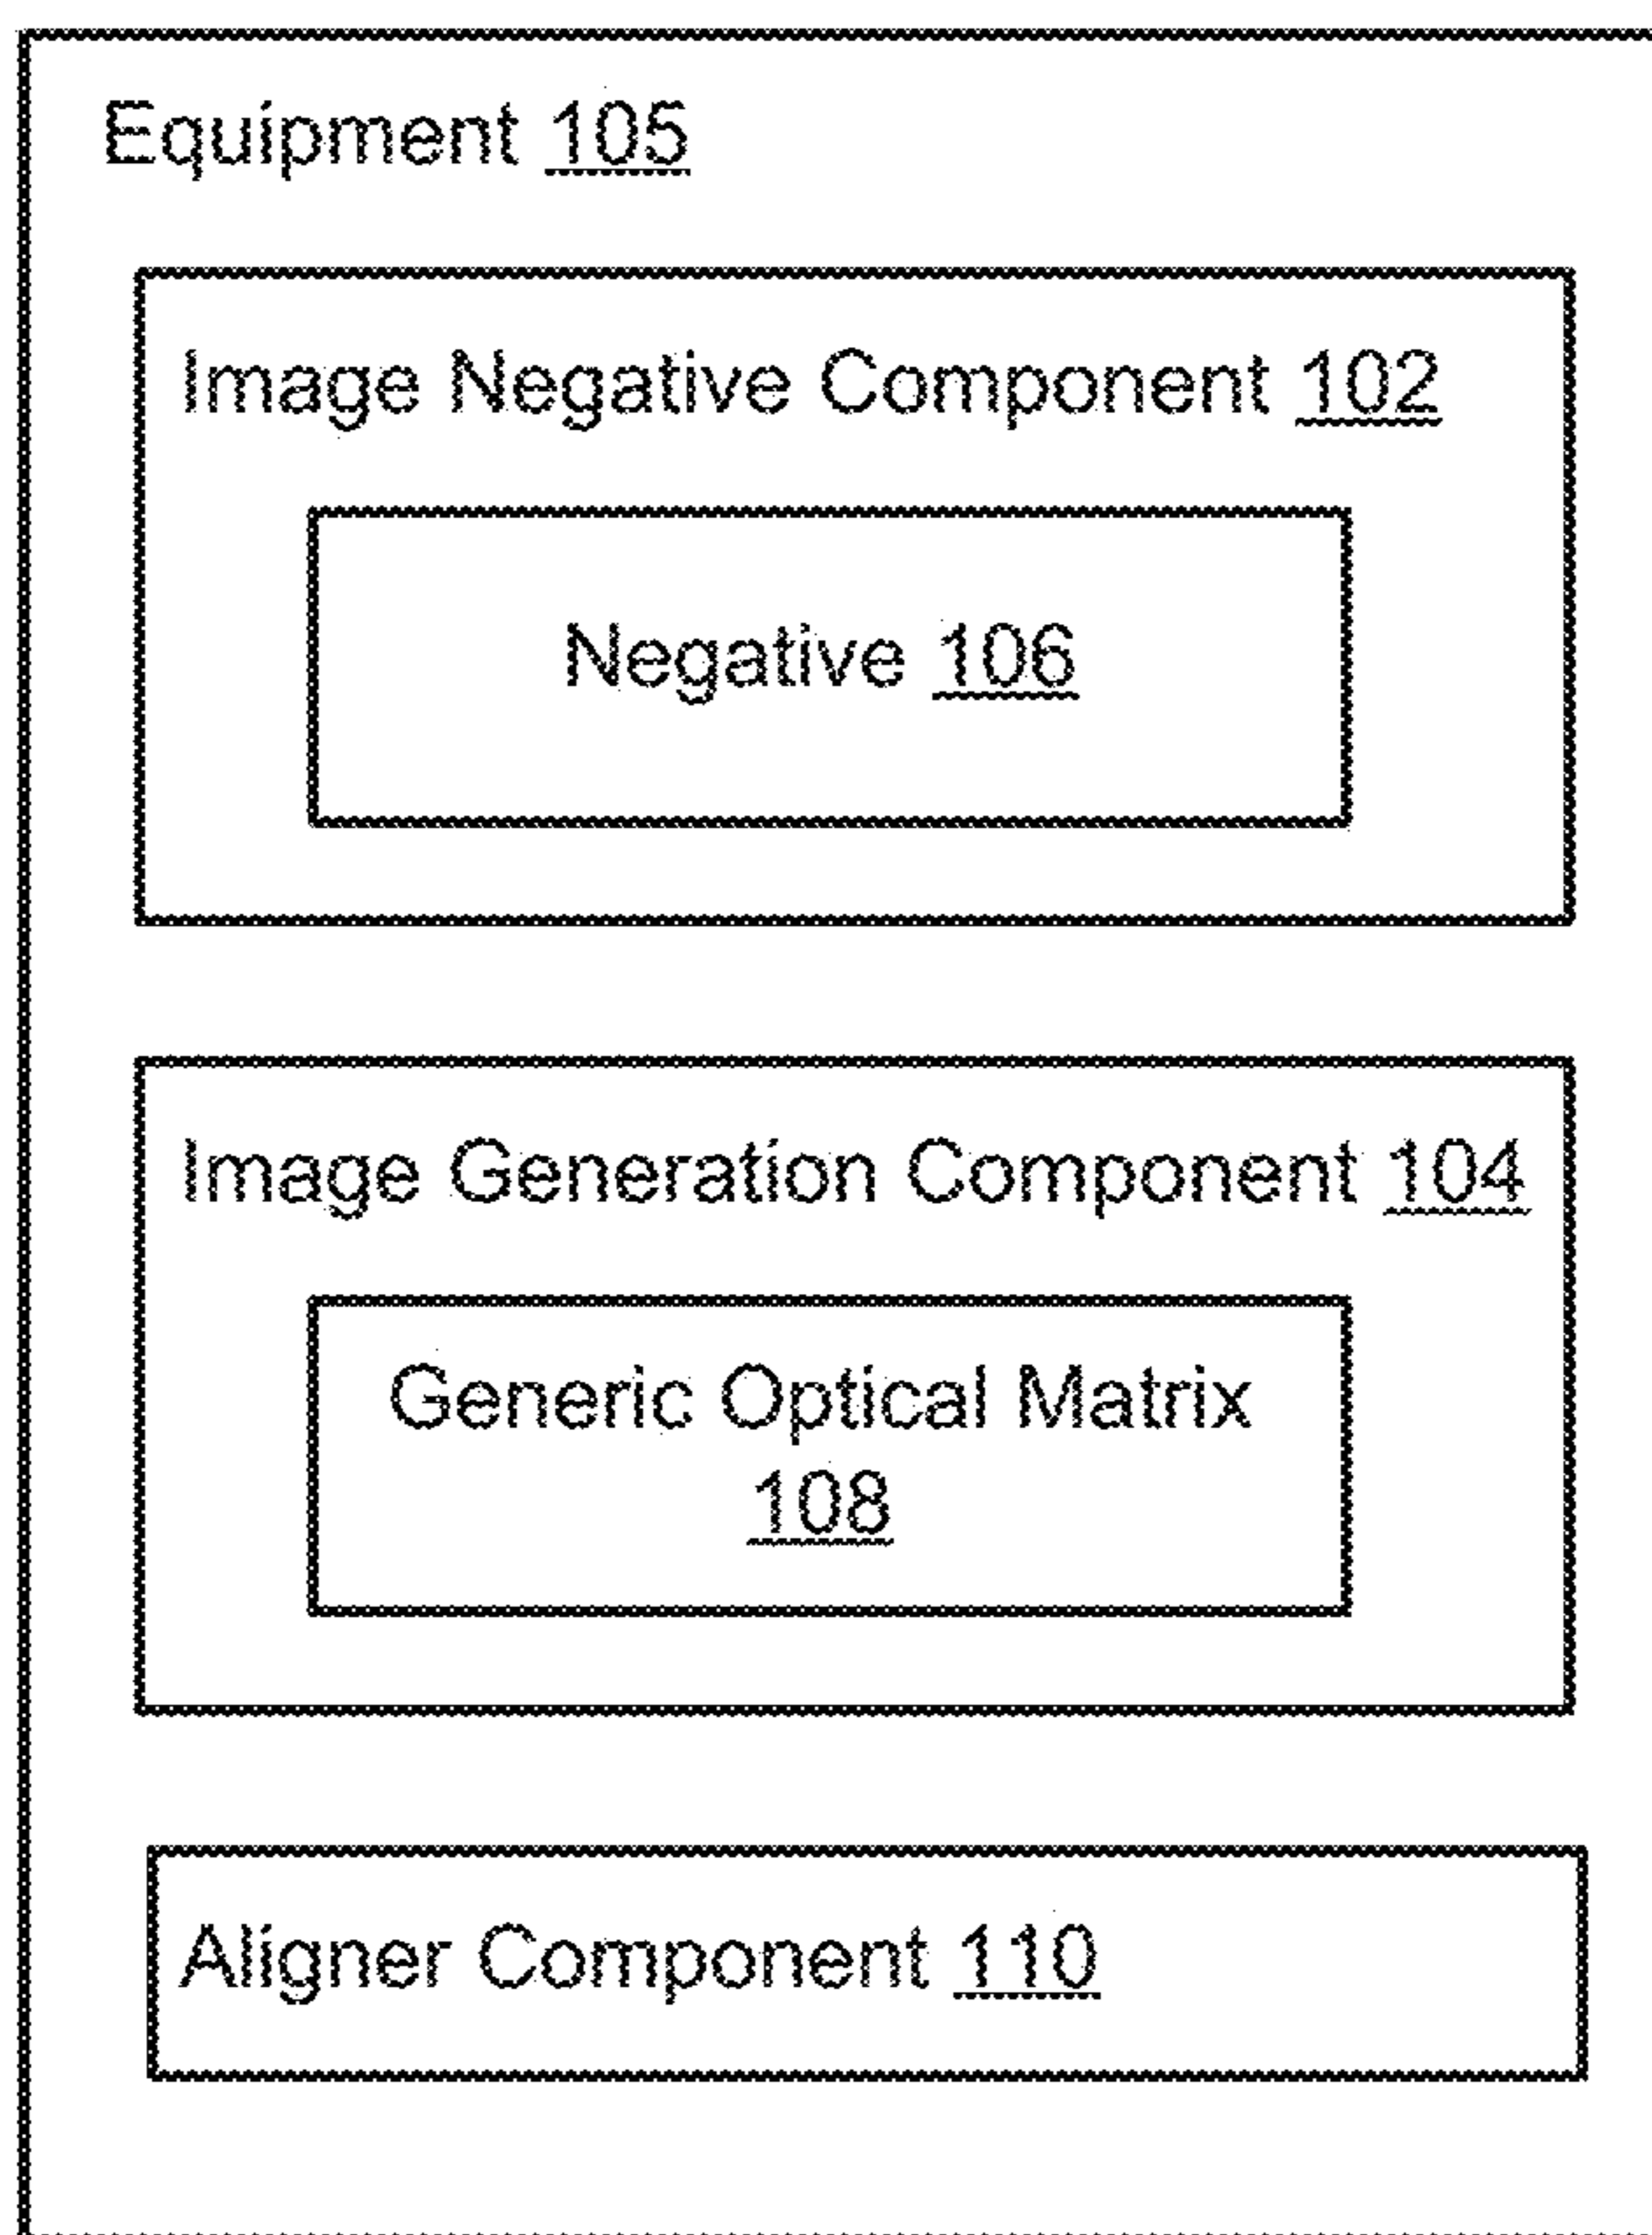 Equipment 105
Image Negative Component 102
Negative 106
Image Generation Component 104
Generic Optical Matrix
108
Aligner Component 110